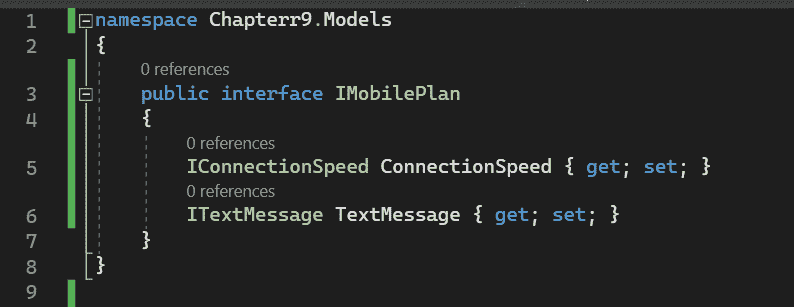 1 namespace Chapterr9.Models
2 {
0 references
3 public interface IMobilePlan
4 {
0 references
5 IConnectionSpeed ConnectionSpeed { get; set; }
0 references
6 ITextMessage TextMessage { get; set; }
7 }
8 }
9